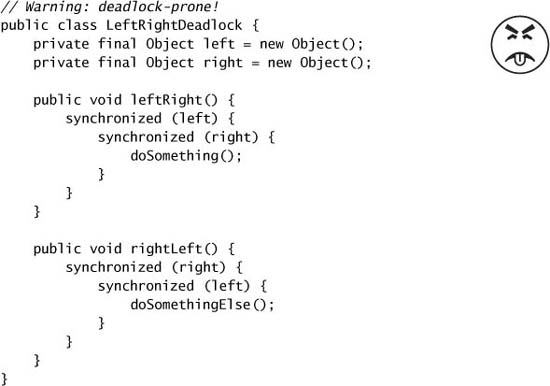 // Warning: deadlock-prone!
public class LeftRightDeadlock {
    private final Object left = new Object();
    private final Object right = new Object();

    public void leftRight() {
        synchronized (left) {
            synchronized (right) {
                doSomething();
            }
        }
    }

    public void rightLeft() {
        synchronized (right) {
            synchronized (left) {
                doSomethingElse();
            }
        }
    }
}